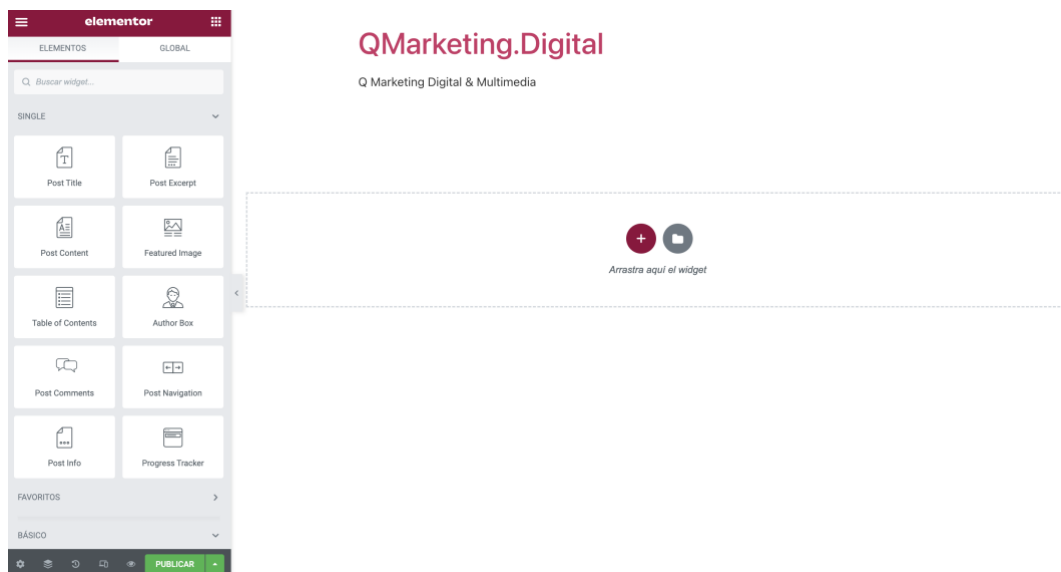 elementor
ELEMENTOS
GLOBAL
Buscar widget...
SINGLE
Post Title
Post Excerpt
Post Content
Featured Image
Table of Contents
Author Box
Post Comments
Post Navigation
Post Info
Progress Tracker
FAVORITOS
BÁSICO
PUBLICAR
QMarketing.Digital
Q Marketing Digital & Multimedia
Arrastra aquí el widget